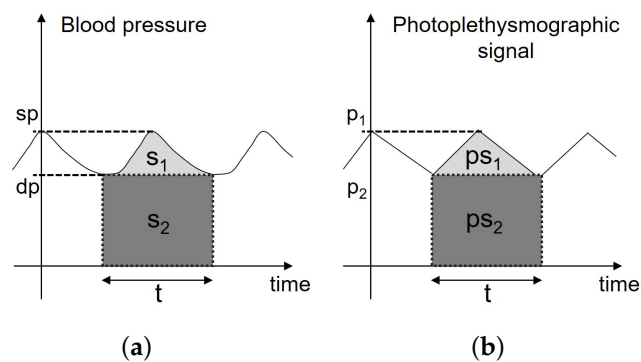 Blood pressure
sp
dp
s₁
s₂
t
time
(a)
Photoplethysmographic
signal
p₁
p₂
ps₁
ps₂
t
time
(b)